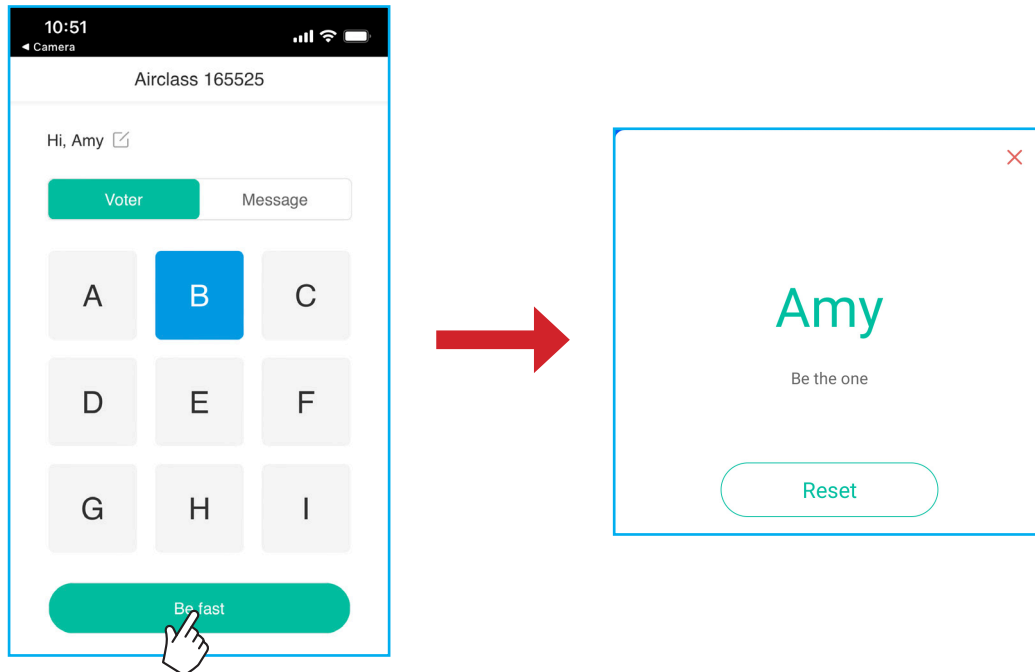 10:51
◀ Camera
Airclass 165525
Hi, Amy
Voter
Message
A
B
C
D
E
F
G
H
I
Be fast
Amy
Be the one
Reset